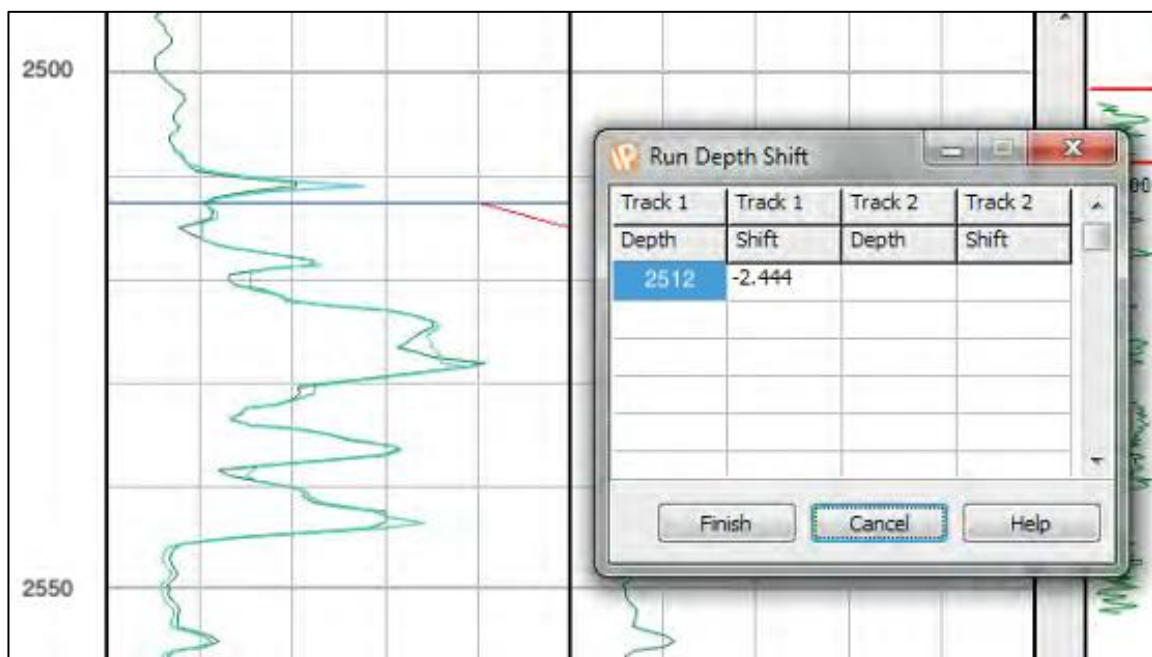 2500
IP Run Depth Shift
Track 1 Track 1 Track 2 Track 2
Depth Shift Depth Shift
2512 -2.444
Finish Cancel Help
2550